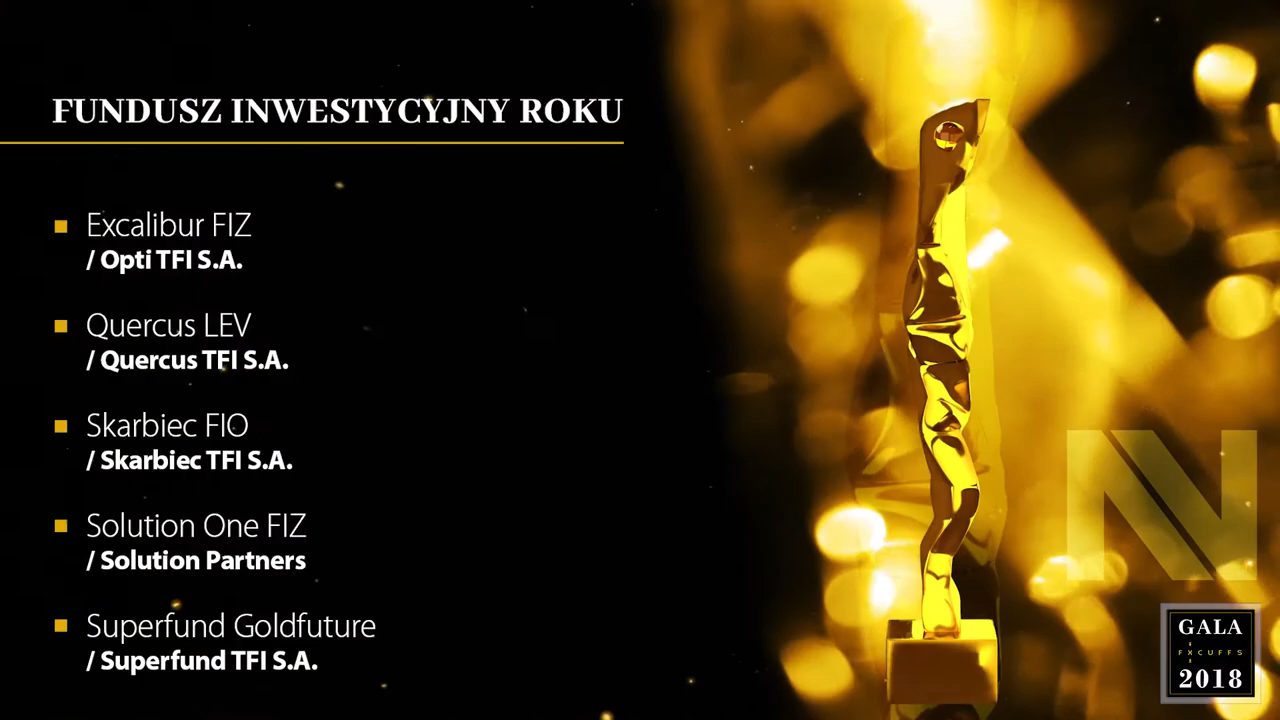 FUNDUSZ INWESTYCYJNY ROKU
Excalibur FIZ
/ Opti TFI S.A.
Quercus LEV
/ Quercus TFI S.A.
Skarbiec FIO
/ Skarbiec TFI S.A.
Solution One FIZ
/ Solution Partners
Superfund Goldfuture
/ Superfund TFI S.A.
N
GALA
FXCUFFS
2018